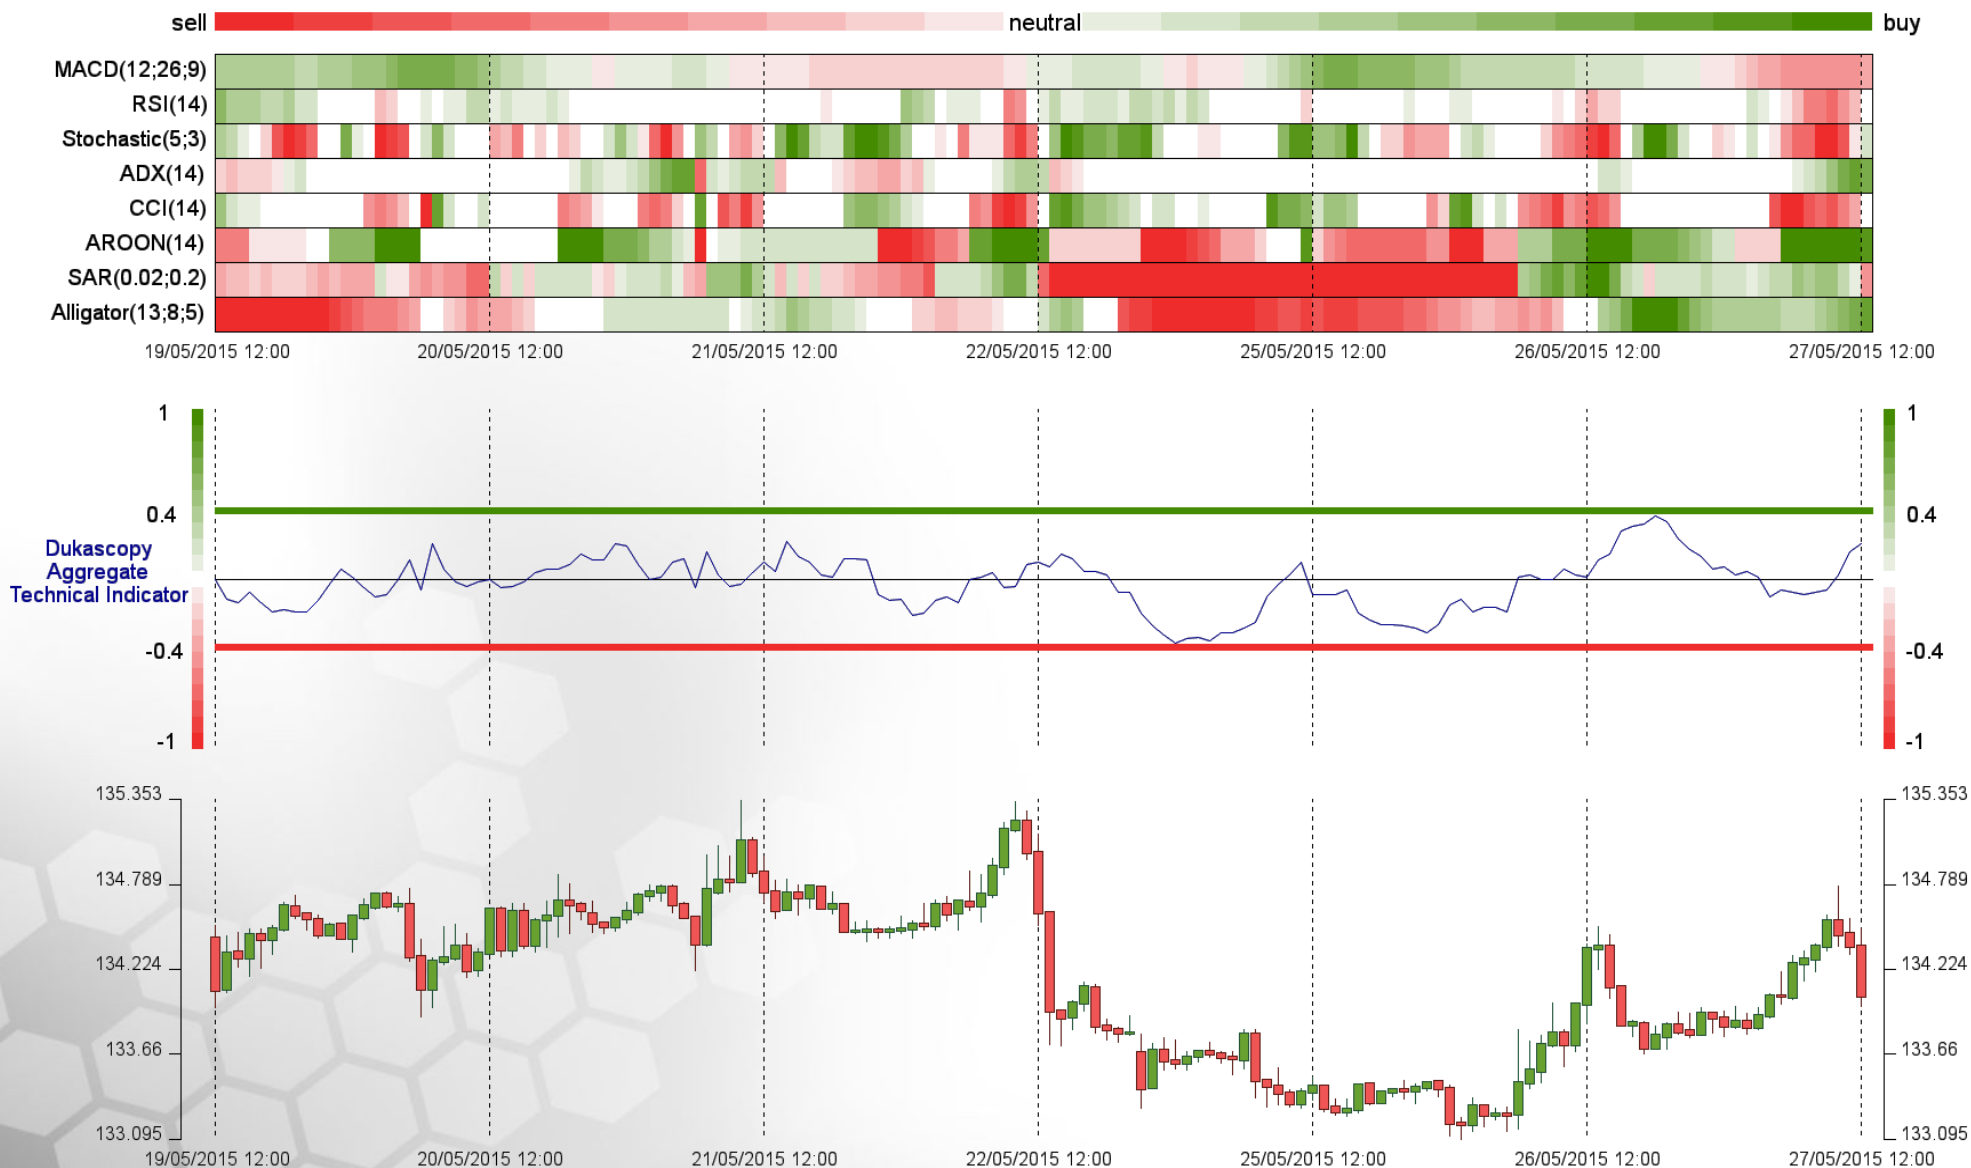 sell neutral buy
MACD(12;26;9)
RSI(14)
Stochastic(5;3)
ADX(14)
CCI(14)
AROON(14)
SAR(0.02;0.2)
Alligator(13;8;5)
19/05/2015 12:00 20/05/2015 12:00 21/05/2015 12:00 22/05/2015 12:00 25/05/2015 12:00 26/05/2015 12:00 27/05/2015 12:00
1 1
0.4 0.4
Dukascopy
Aggregate
Technical Indicator
-0.4 -0.4
-1 -1
135.353 135.353
134.789 134.789
134.224 134.224
133.66 133.66
133.095 133.095
19/05/2015 12:00 20/05/2015 12:00 21/05/2015 12:00 22/05/2015 12:00 25/05/2015 12:00 26/05/2015 12:00 27/05/2015 12:00